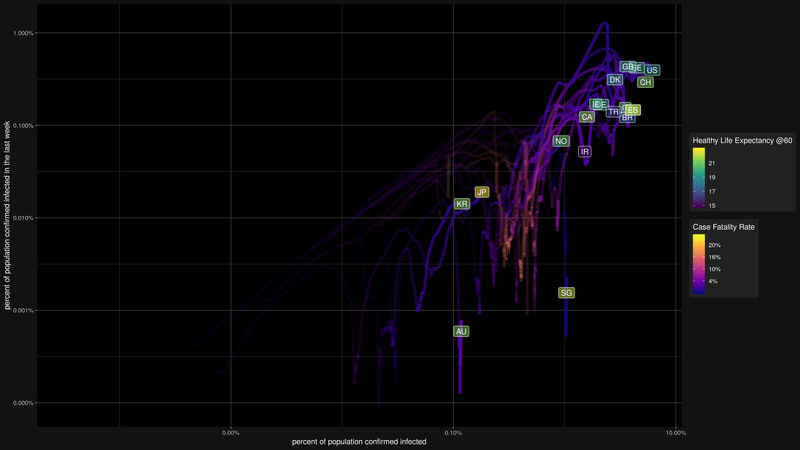 1.000%
0.100%
0.010%
0.001%
0.000%
percent of population confirmed infected in the last week
0.00%
0.10%
10.00%
percent of population confirmed infected
GB
US
DK
CH
CA
TR
ES
BR
NO
IR
JP
KR
SG
AU
Healthy Life Expectancy @60
21
19
17
15
Case Fatality Rate
20%
16%
10%
4%